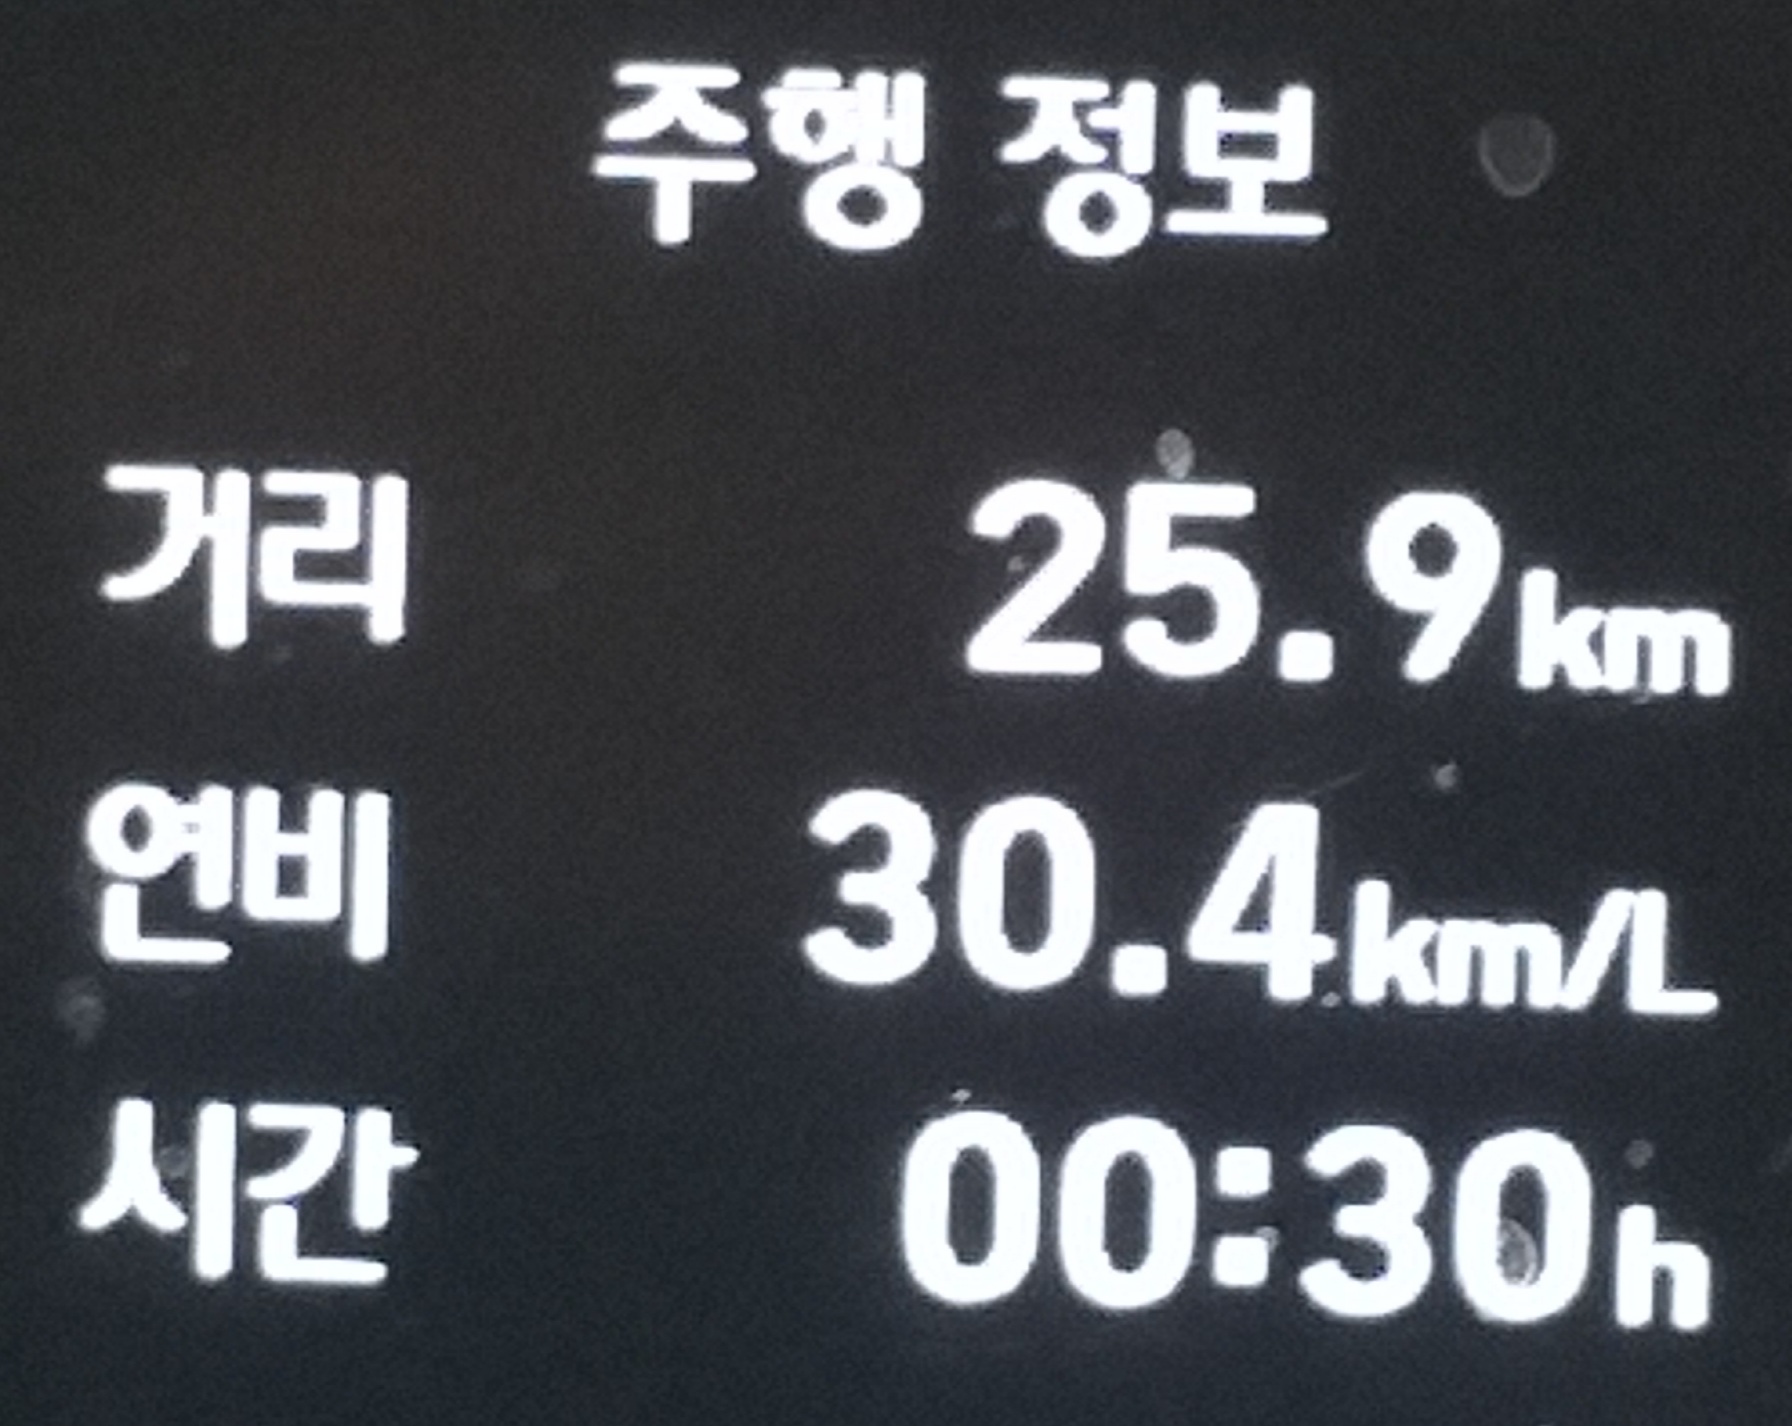 주행 정보
거리 25.9km
연비 30.4km/L
시간 00:30h